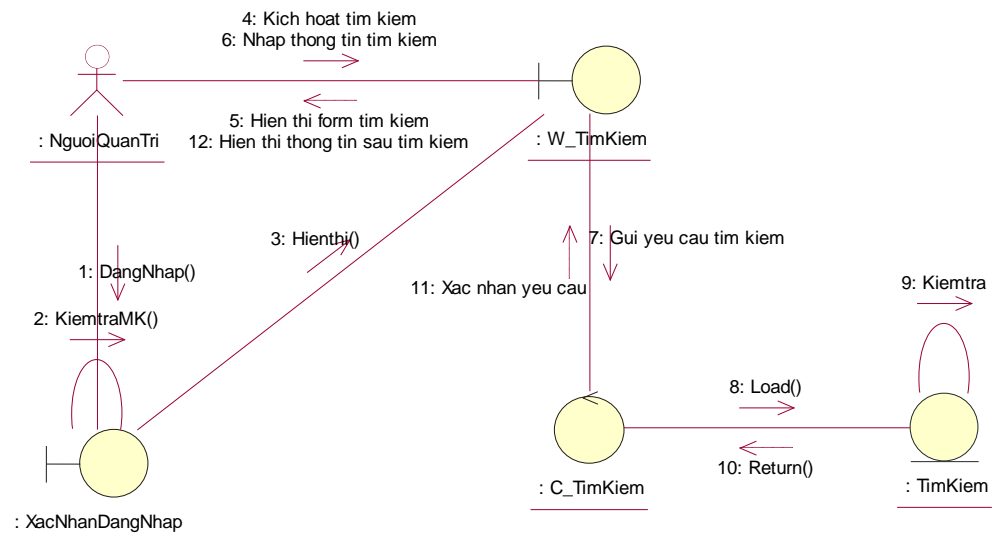 4: Kich hoat tim kiem
6: Nhap thong tin tim kiem
5: Hien thi form tim kiem
12: Hien thi thong tin sau tim kiem
: NguoiQuanTri
: W_TimKiem
3: Hienthi()
7: Gui yeu cau tim kiem
1: DangNhap()
11: Xac nhan yeu cau
9: Kiemtra
2: KiemtraMK()
8: Load()
10: Return()
: C_TimKiem
: TimKiem
: XacNhanDangNhap